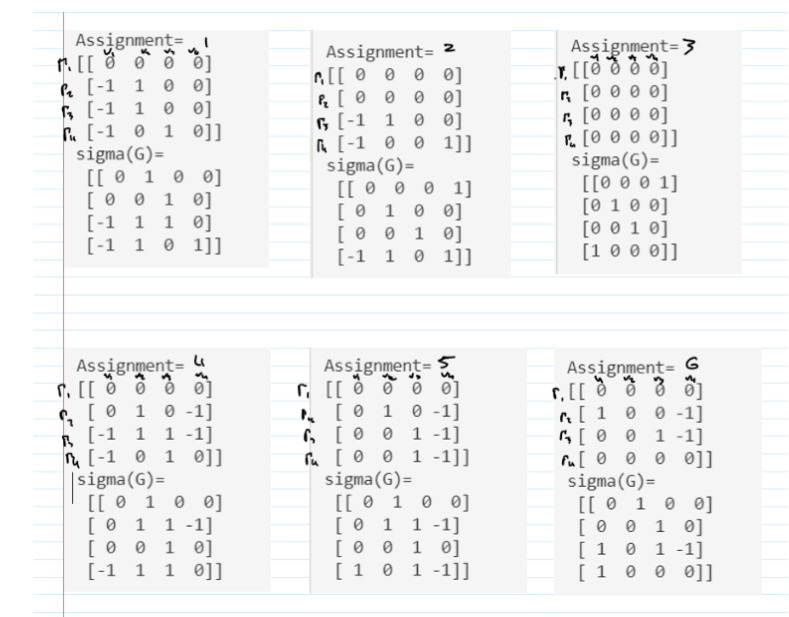 Assignment= 1
r₁ [[ 0 0 0 0]
r₂ [-1 1 0 0]
r₃ [-1 1 0 0]
r₄ [-1 0 1 0]]
sigma(G)=
[[ 0 1 0 0]
[ 0 0 1 0]
[-1 1 1 0]
[-1 1 0 1]]
Assignment= 2
r₁ [[ 0 0 0 0]
r₂ [ 0 0 0 0]
r₃ [-1 1 0 0]
r₄ [-1 0 0 1]]
sigma(G)=
[[ 0 0 0 1]
[ 0 1 0 0]
[ 0 0 1 0]
[-1 1 0 1]]
Assignment= 3
r₁ [[0 0 0 0]
r₂ [0 0 0 0]
r₃ [0 0 0 0]
r₄ [0 0 0 0]]
sigma(G)=
[[0 0 0 1]
[0 1 0 0]
[0 0 1 0]
[1 0 0 0]]
Assignment= 4
r₁ [[ 0 0 0 0]
r₂ [ 0 1 0 -1]
r₃ [-1 1 1 -1]
r₄ [-1 0 1 0]]
sigma(G)=
[[ 0 1 0 0]
[ 0 1 1 -1]
[ 0 0 1 0]
[-1 1 1 0]]
Assignment= 5
r₁ [[ 0 0 0 0]
r₂ [ 0 1 0 -1]
r₃ [ 0 0 1 -1]
r₄ [ 0 0 1 -1]]
sigma(G)=
[[ 0 1 0 0]
[ 0 1 1 -1]
[ 0 0 1 0]
[ 1 0 1 -1]]
Assignment= 6
r₁ [[ 0 0 0 0]
r₂ [ 1 0 0 -1]
r₃ [ 0 0 1 -1]
r₄ [ 0 0 0 0]]
sigma(G)=
[[ 0 1 0 0]
[ 0 0 1 0]
[ 1 0 1 -1]
[ 1 0 0 0]]